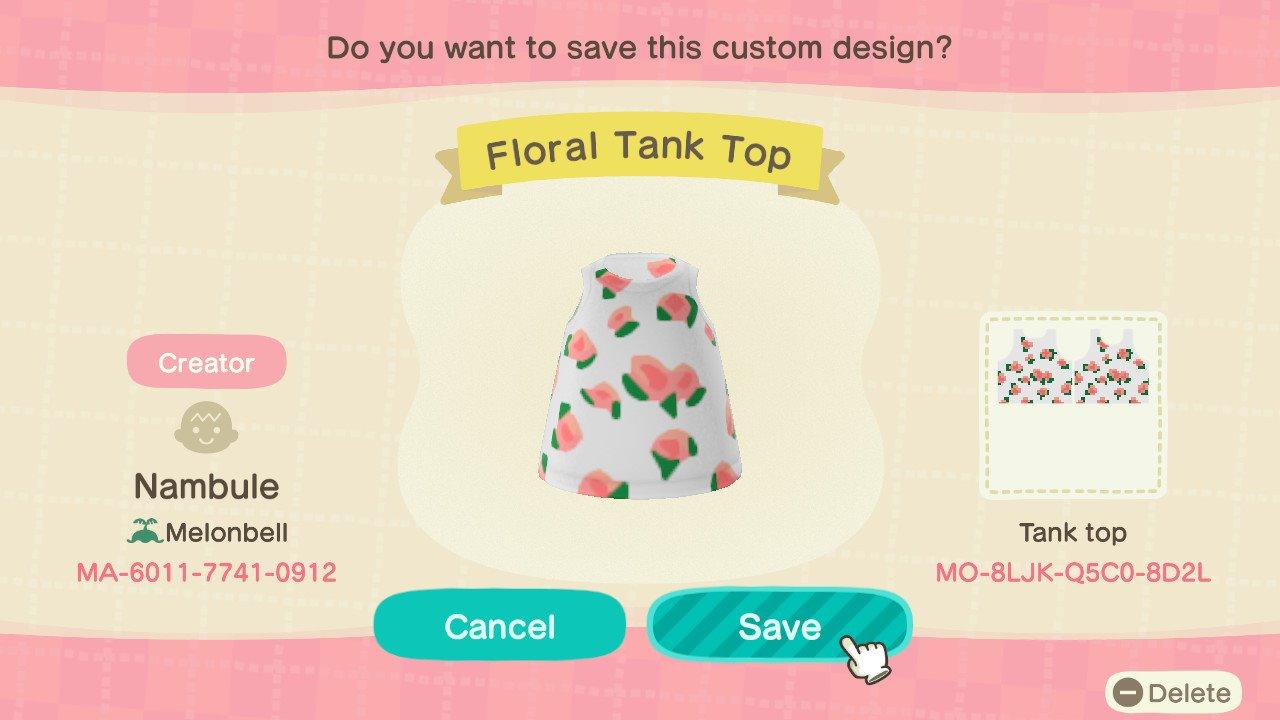 Do you want to save this custom design?
Floral Tank Top
Creator
Nambule
Melonbell
MA-6011-7741-0912
Tank top
MO-8LJK-Q5C0-8D2L
Cancel
Save
Delete